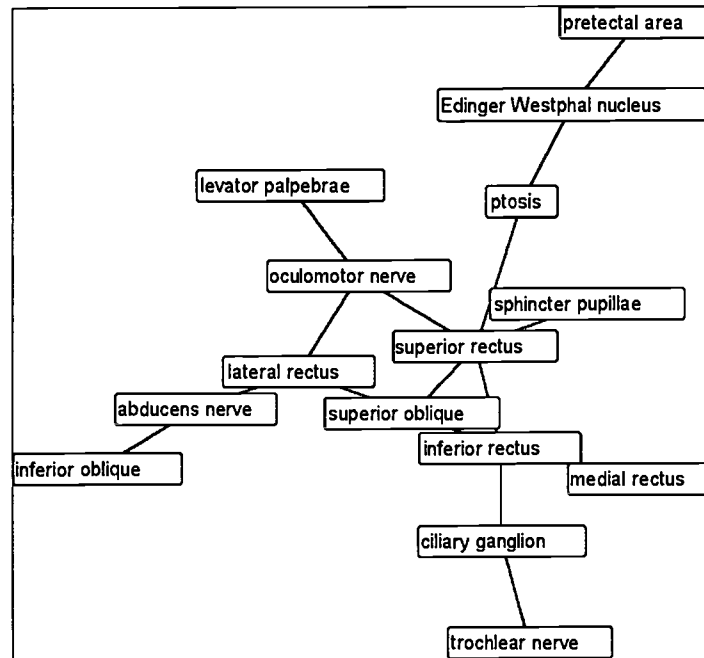 pretectal area
Edinger Westphal nucleus
levator palpebrae
ptosis
oculomotor nerve
sphincter pupillae
superior rectus
lateral rectus
abducens nerve
superior oblique
inferior rectus
inferior oblique
medial rectus
ciliary ganglion
trochlear nerve